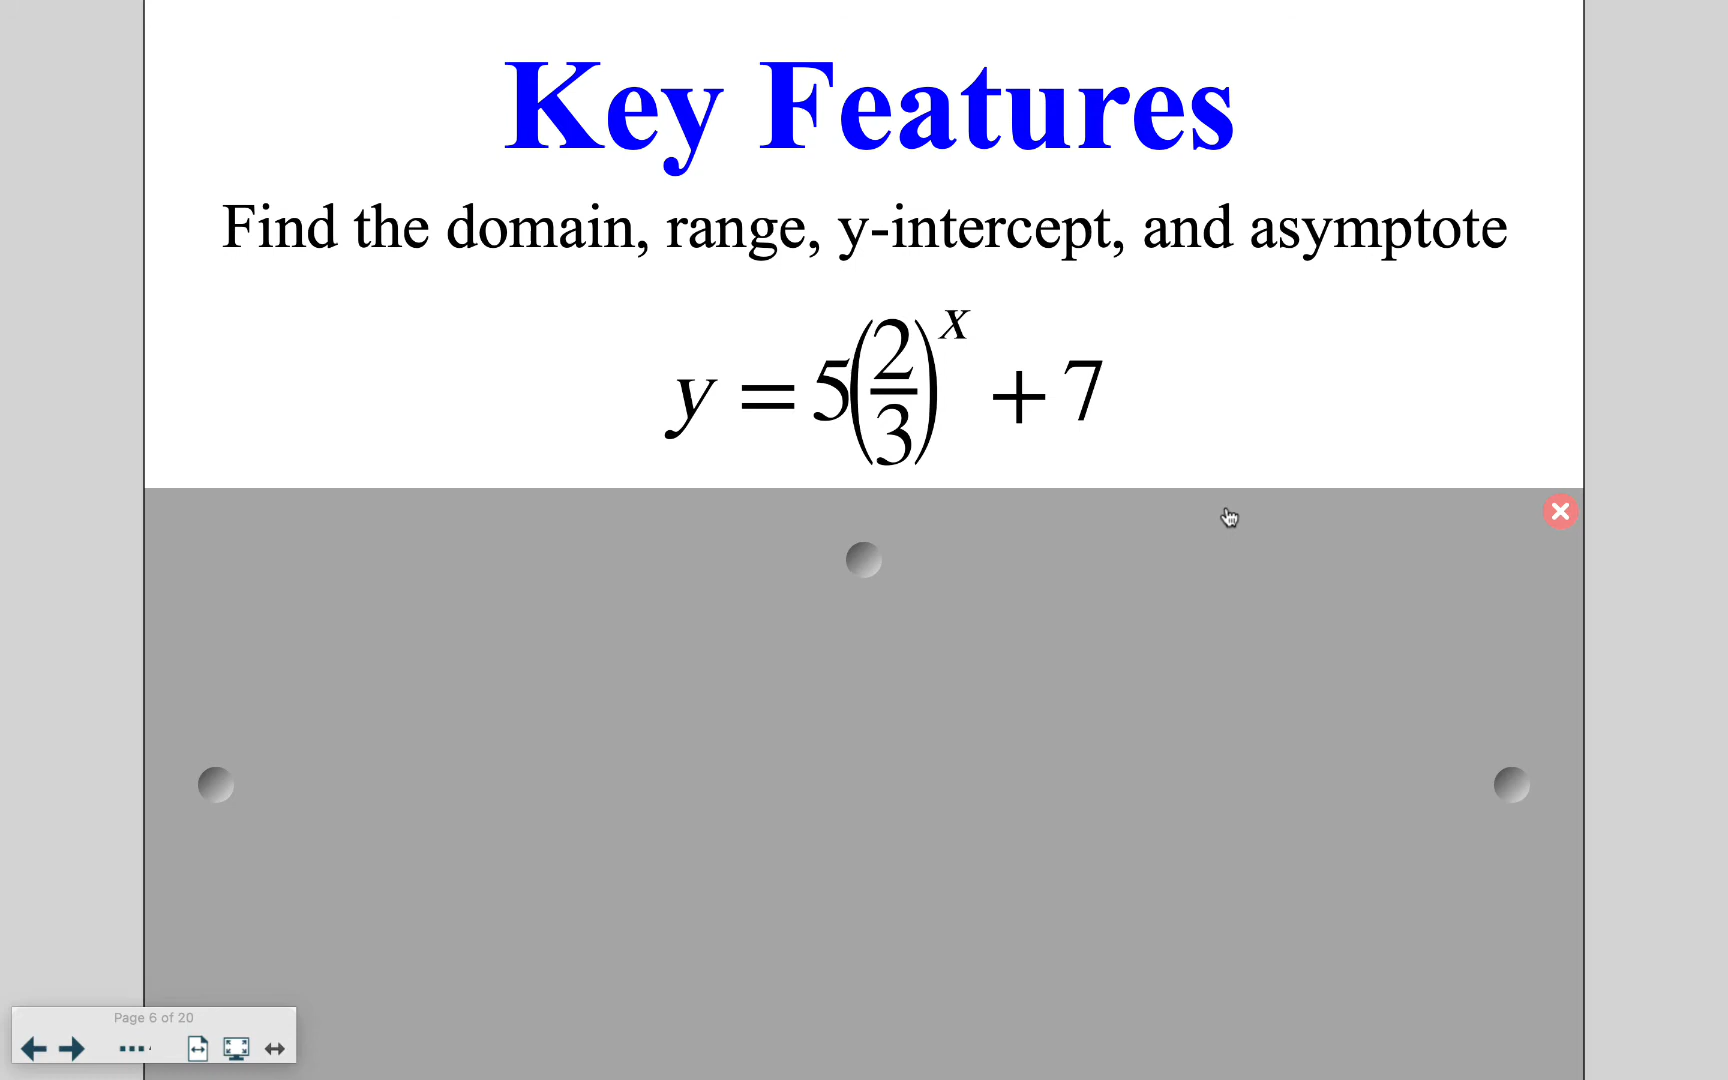 Key Features
Find the domain, range, y-intercept, and asymptote
y = 5(2/3)^x + 7
Page 6 of 20